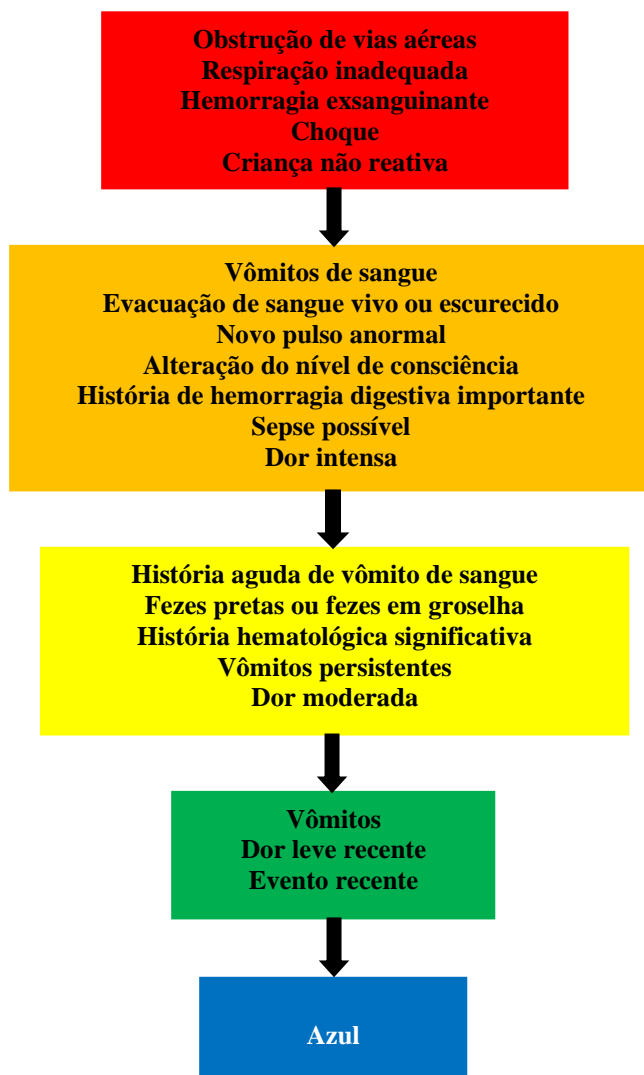 Obstrução de vias aéreas
Respiração inadequada
Hemorragia exsanguinante
Choque
Criança não reativa
Vômitos de sangue
Evacuação de sangue vivo ou escurecido
Novo pulso anormal
Alteração do nível de consciência
História de hemorragia digestiva importante
Sepse possível
Dor intensa
História aguda de vômito de sangue
Fezes pretas ou fezes em groselha
História hematológica significativa
Vômitos persistentes
Dor moderada
Vômitos
Dor leve recente
Evento recente
Azul